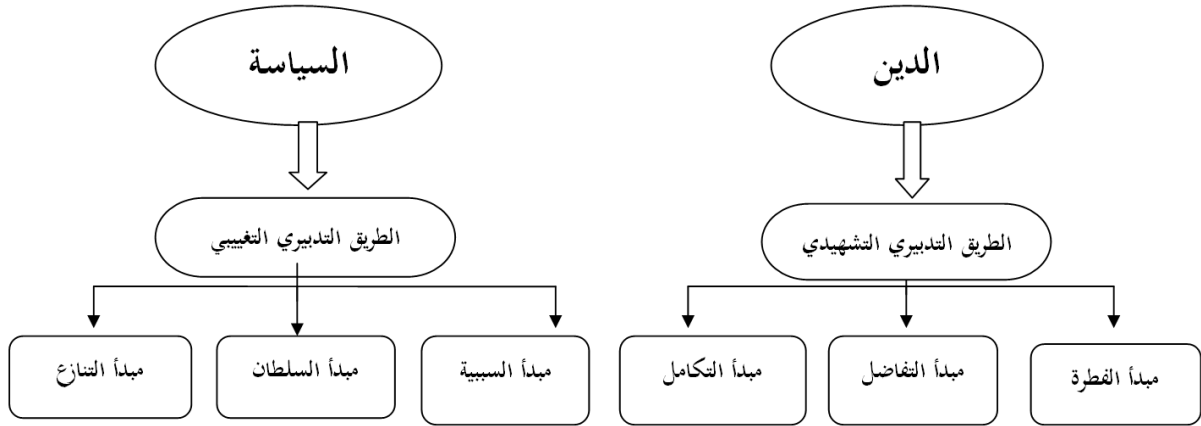 الدين
السياسة
الطريق التدبيري التشهيدي
الطريق التدبيري التغييبي
مبدأ الفطرة
مبدأ التفاضل
مبدأ التكامل
مبدأ السببية
مبدأ السلطان
مبدأ التنازع